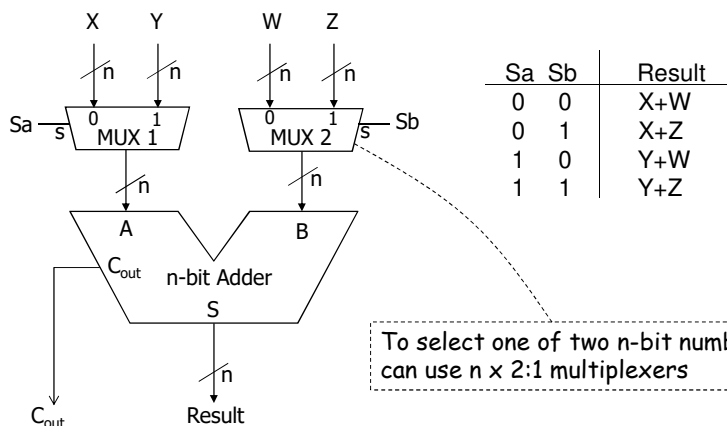 X Y W Z
n n n n
Sa s 0 1 MUX 1
0 1 MUX 2 s Sb
n n
A B
Cout n-bit Adder
S
n
Cout Result
Sa Sb Result
0 0 X+W
0 1 X+Z
1 0 Y+W
1 1 Y+Z
To select one of two n-bit
can use n x 2:1 multiplexers